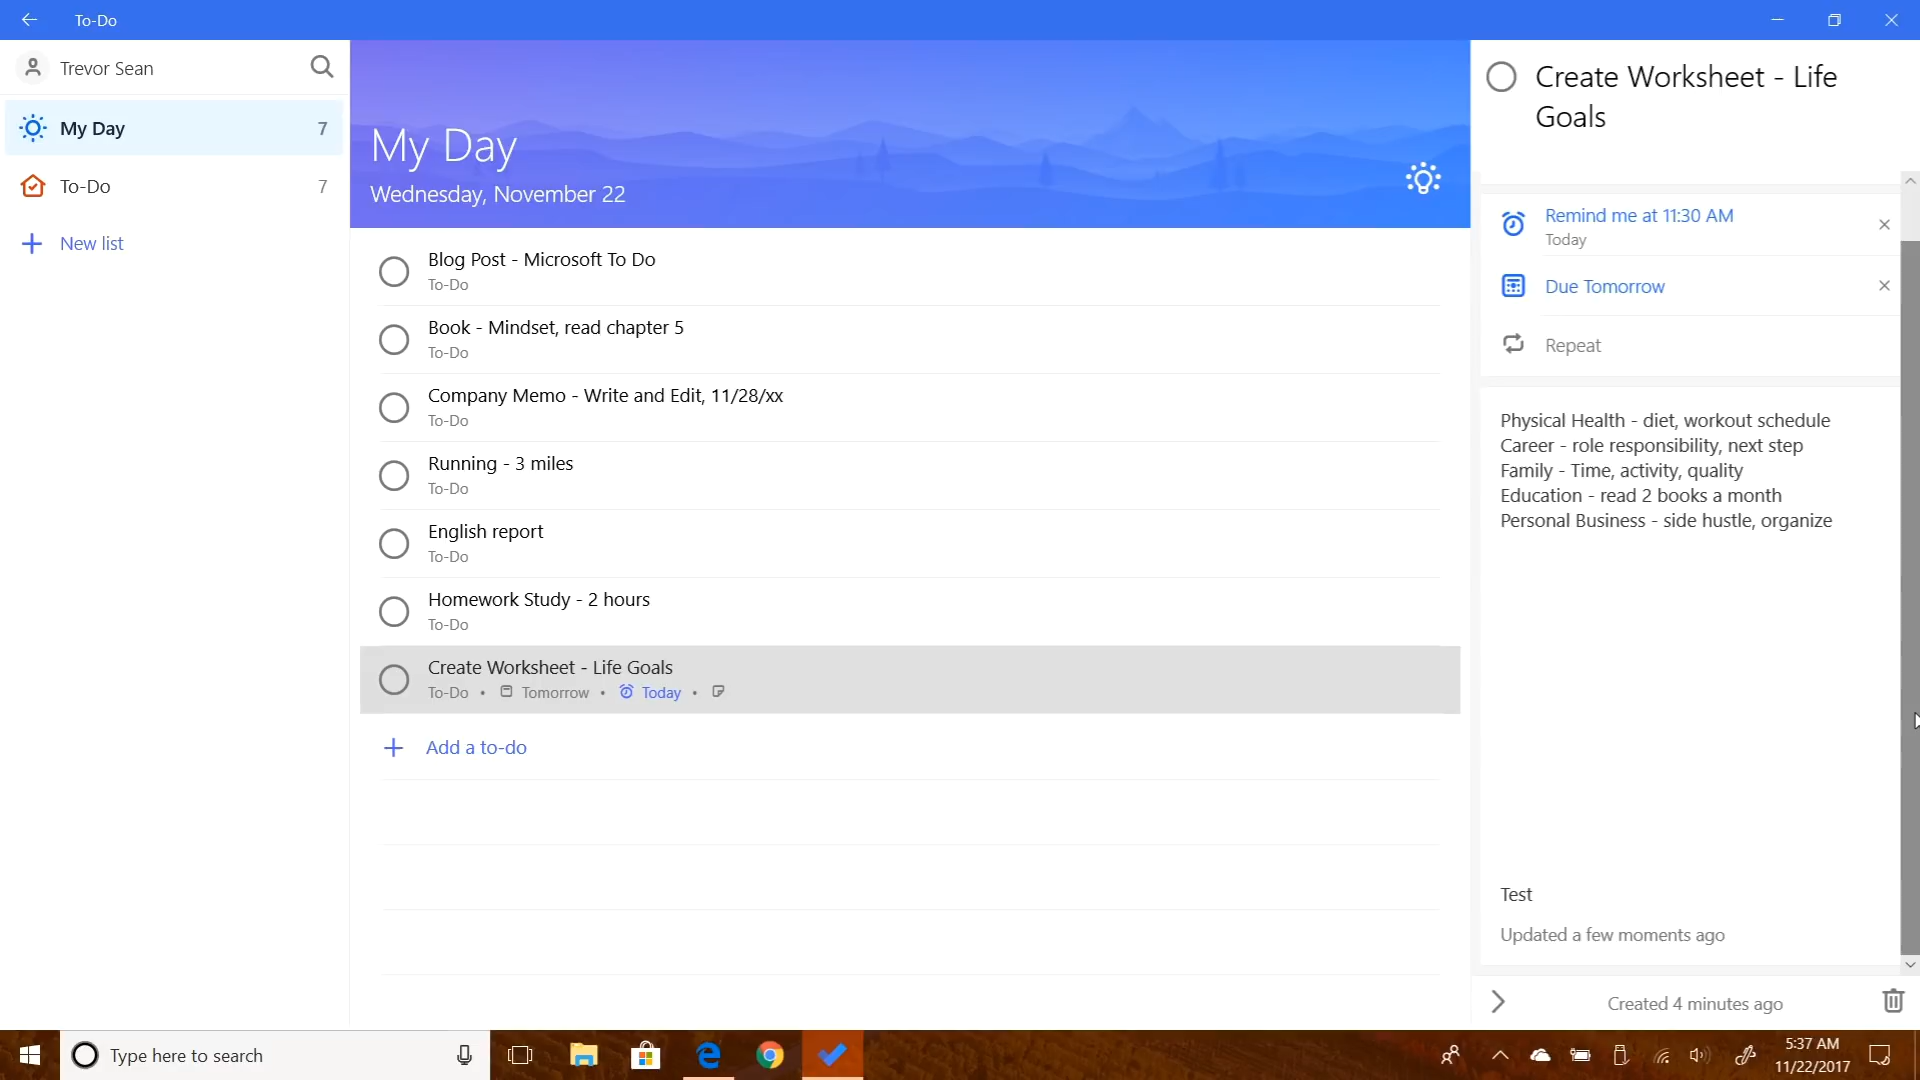 To-Do
Trevor Sean
My Day 7
To-Do 7
New list
My Day
Wednesday, November 22
Blog Post - Microsoft To Do
To-Do
Book - Mindset, read chapter 5
To-Do
Company Memo - Write and Edit, 11/28/xx
To-Do
Running - 3 miles
To-Do
English report
To-Do
Homework Study - 2 hours
To-Do
Create Worksheet - Life Goals
To-Do • Tomorrow • Today •
Add a to-do
Create Worksheet - Life
Goals
Remind me at 11:30 AM
Today
Due Tomorrow
Repeat
Physical Health - diet, workout schedule
Career - role responsibility, next step
Family - Time, activity, quality
Education - read 2 books a month
Personal Business - side hustle, organize
Test
Updated a few moments ago
Created 4 minutes ago
Type here to search
5:37 AM
11/22/2017